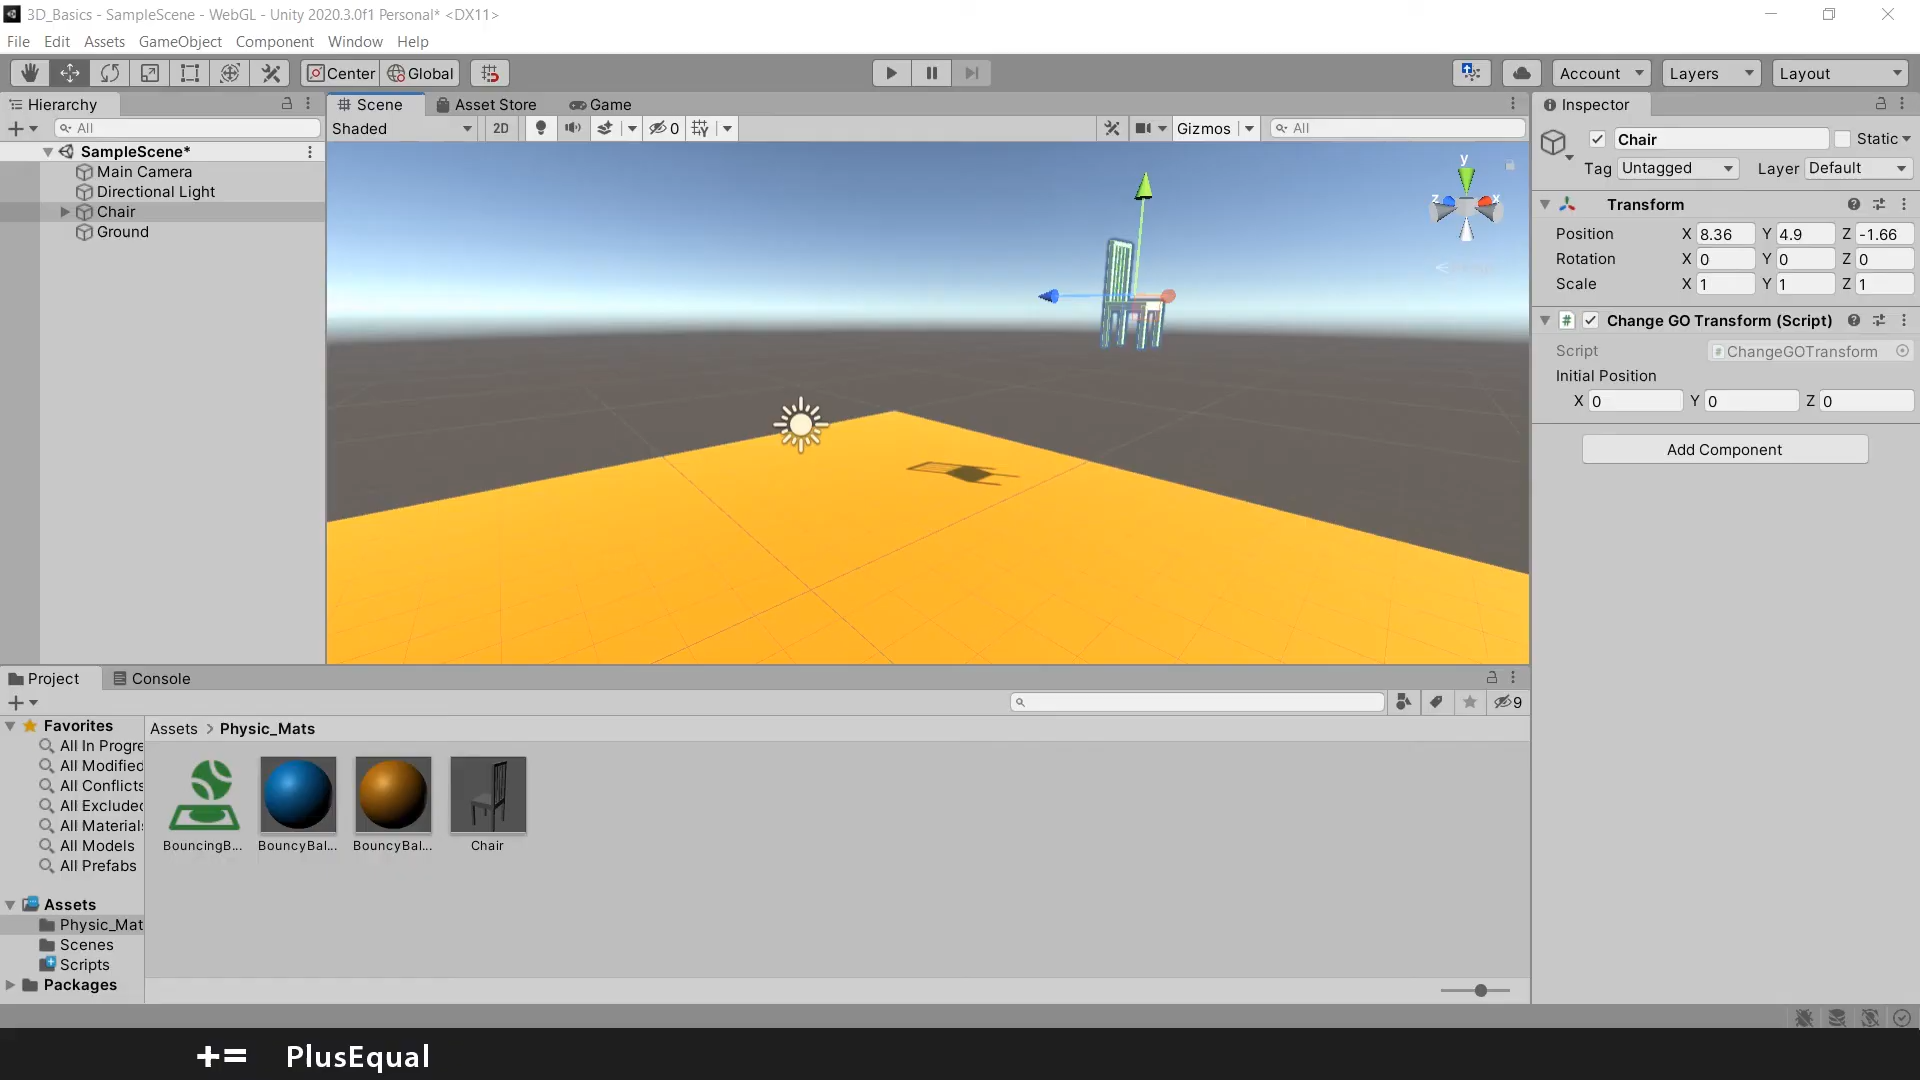 3D_Basics - SampleScene - WebGL - Unity 2020.3.0f1 Personal* <DX11>
File Edit Assets GameObject Component Window Help
Center Global Account Layers Layout
Hierarchy
All
SampleScene*
Main Camera
Directional Light
Chair
Ground
Scene Asset Store Game
Shaded 2D 0 Gizmos All
y
z x
Inspector
Chair Static
Tag Untagged Layer Default
Transform
Position X 8.36 Y 4.9 Z -1.66
Rotation X 0 Y 0 Z 0
Scale X 1 Y 1 Z 1
# Change GO Transform (Script)
Script # ChangeGOTransform
Initial Position
X 0 Y 0 Z 0
Add Component
Project Console
9
Favorites
All In Progre
All Modified
All Conflicts
All Excluded
All Materials
All Models
All Prefabs
Assets
Physic_Mat
Scenes
Scripts
Packages
Assets > Physic_Mats
BouncingB... BouncyBal... BouncyBal... Chair
+= PlusEqual